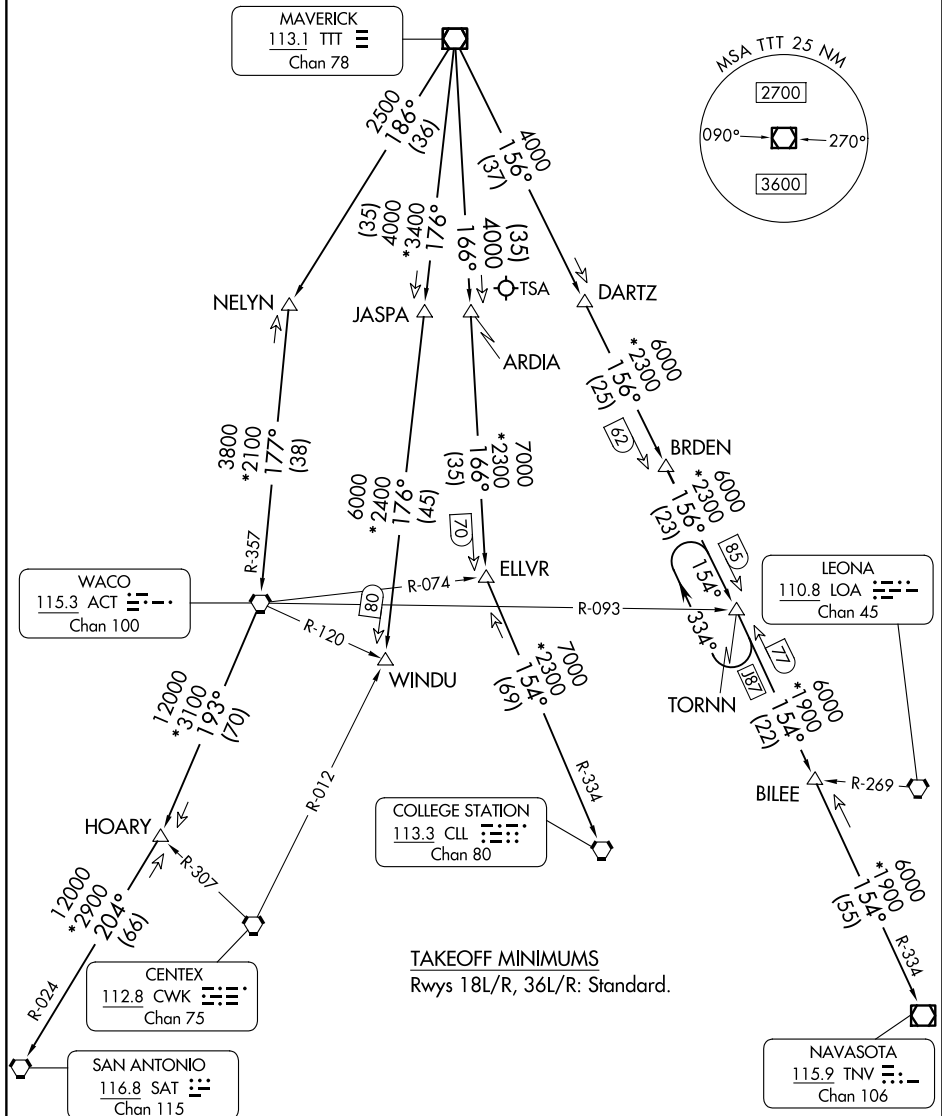 MAVERICK
113.1 TTT
Chan 78
MSA TTT 25 NM
2700
090°
270°
3600
2500
186°
(36)
(35)
4000
*3400
176°
(35)
4000
166°
4000
156°
(37)
TSA
NELYN
JASPA
ARDIA
DARTZ
3800
*2100
177°
(38)
6000
*2400
176°
(45)
7000
*2300
166°
(35)
6000
*2300
156°
(25)
62
BRDEN
6000
*2300
156°
(23)
R-357
70
85
WACO
115.3 ACT
Chan 100
R-074
ELLVR
80
R-093
154°
334°
LEONA
110.8 LOA
Chan 45
R-120
WINDU
77
J87
TORNN
12000
*3100
193°
(70)
7000
*2300
154°
(69)
6000
*1900
154°
(22)
R-012
BILEE
R-269
HOARY
COLLEGE STATION
113.3 CLL
Chan 80
R-334
R-307
12000
*2900
204°
(66)
6000
*1900
154°
(55)
R-334
R-024
CENTEX
112.8 CWK
Chan 75
TAKEOFF MINIMUMS
Rwys 18L/R, 36L/R: Standard.
SAN ANTONIO
116.8 SAT
Chan 115
NAVASOTA
115.9 TNV
Chan 106